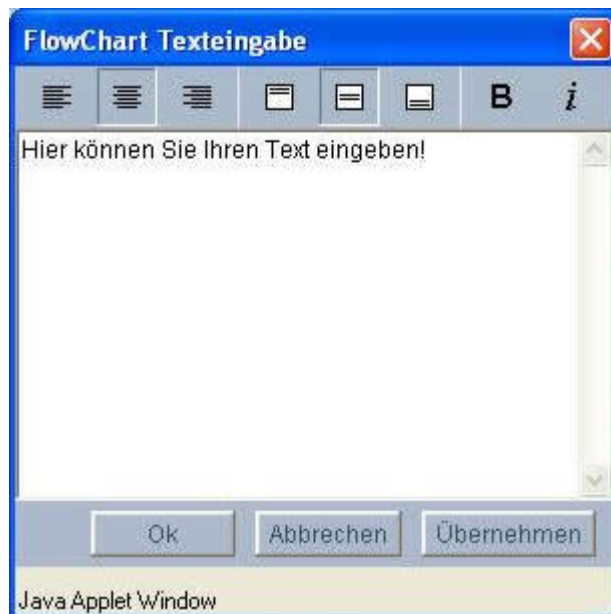 FlowChart Texteingabe
B i
Hier können Sie Ihren Text eingeben!
Ok Abbrechen Übernehmen
Java Applet Window